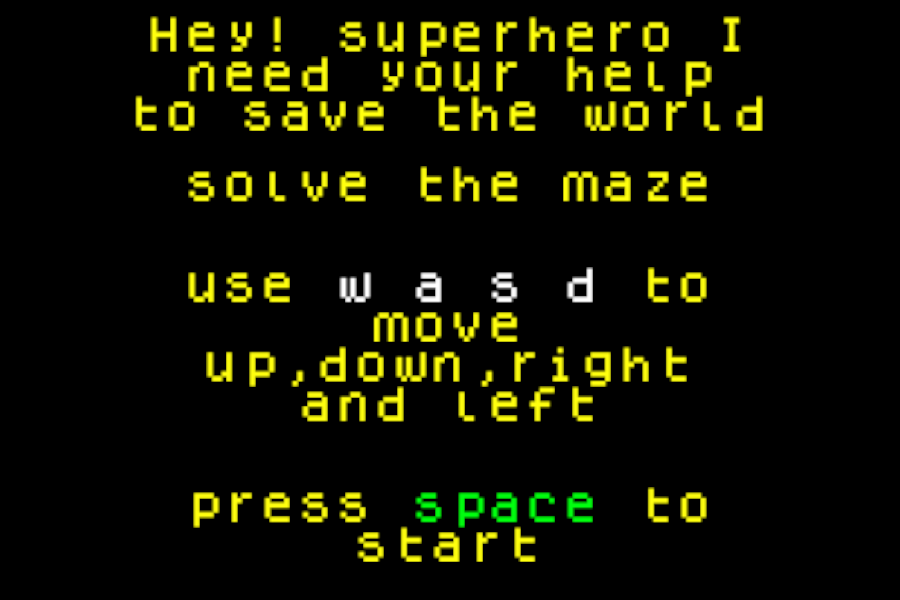 Hey! superhero I
need your help
to save the world
solve the maze
use w a s d to
move
up,down,right
and left
press space to
start